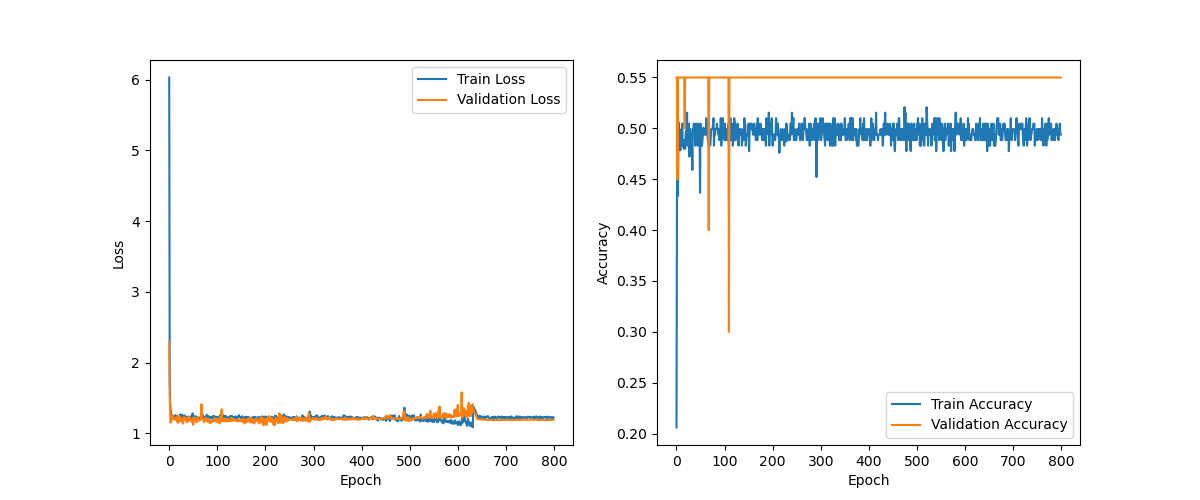 6
5
4
3
2
1
Loss
0 100 200 300 400 500 600 700 800
Epoch
Train Loss
Validation Loss
0.55
0.50
0.45
0.40
0.35
0.30
0.25
0.20
Accuracy
0 100 200 300 400 500 600 700 800
Epoch
Train Accuracy
Validation Accuracy